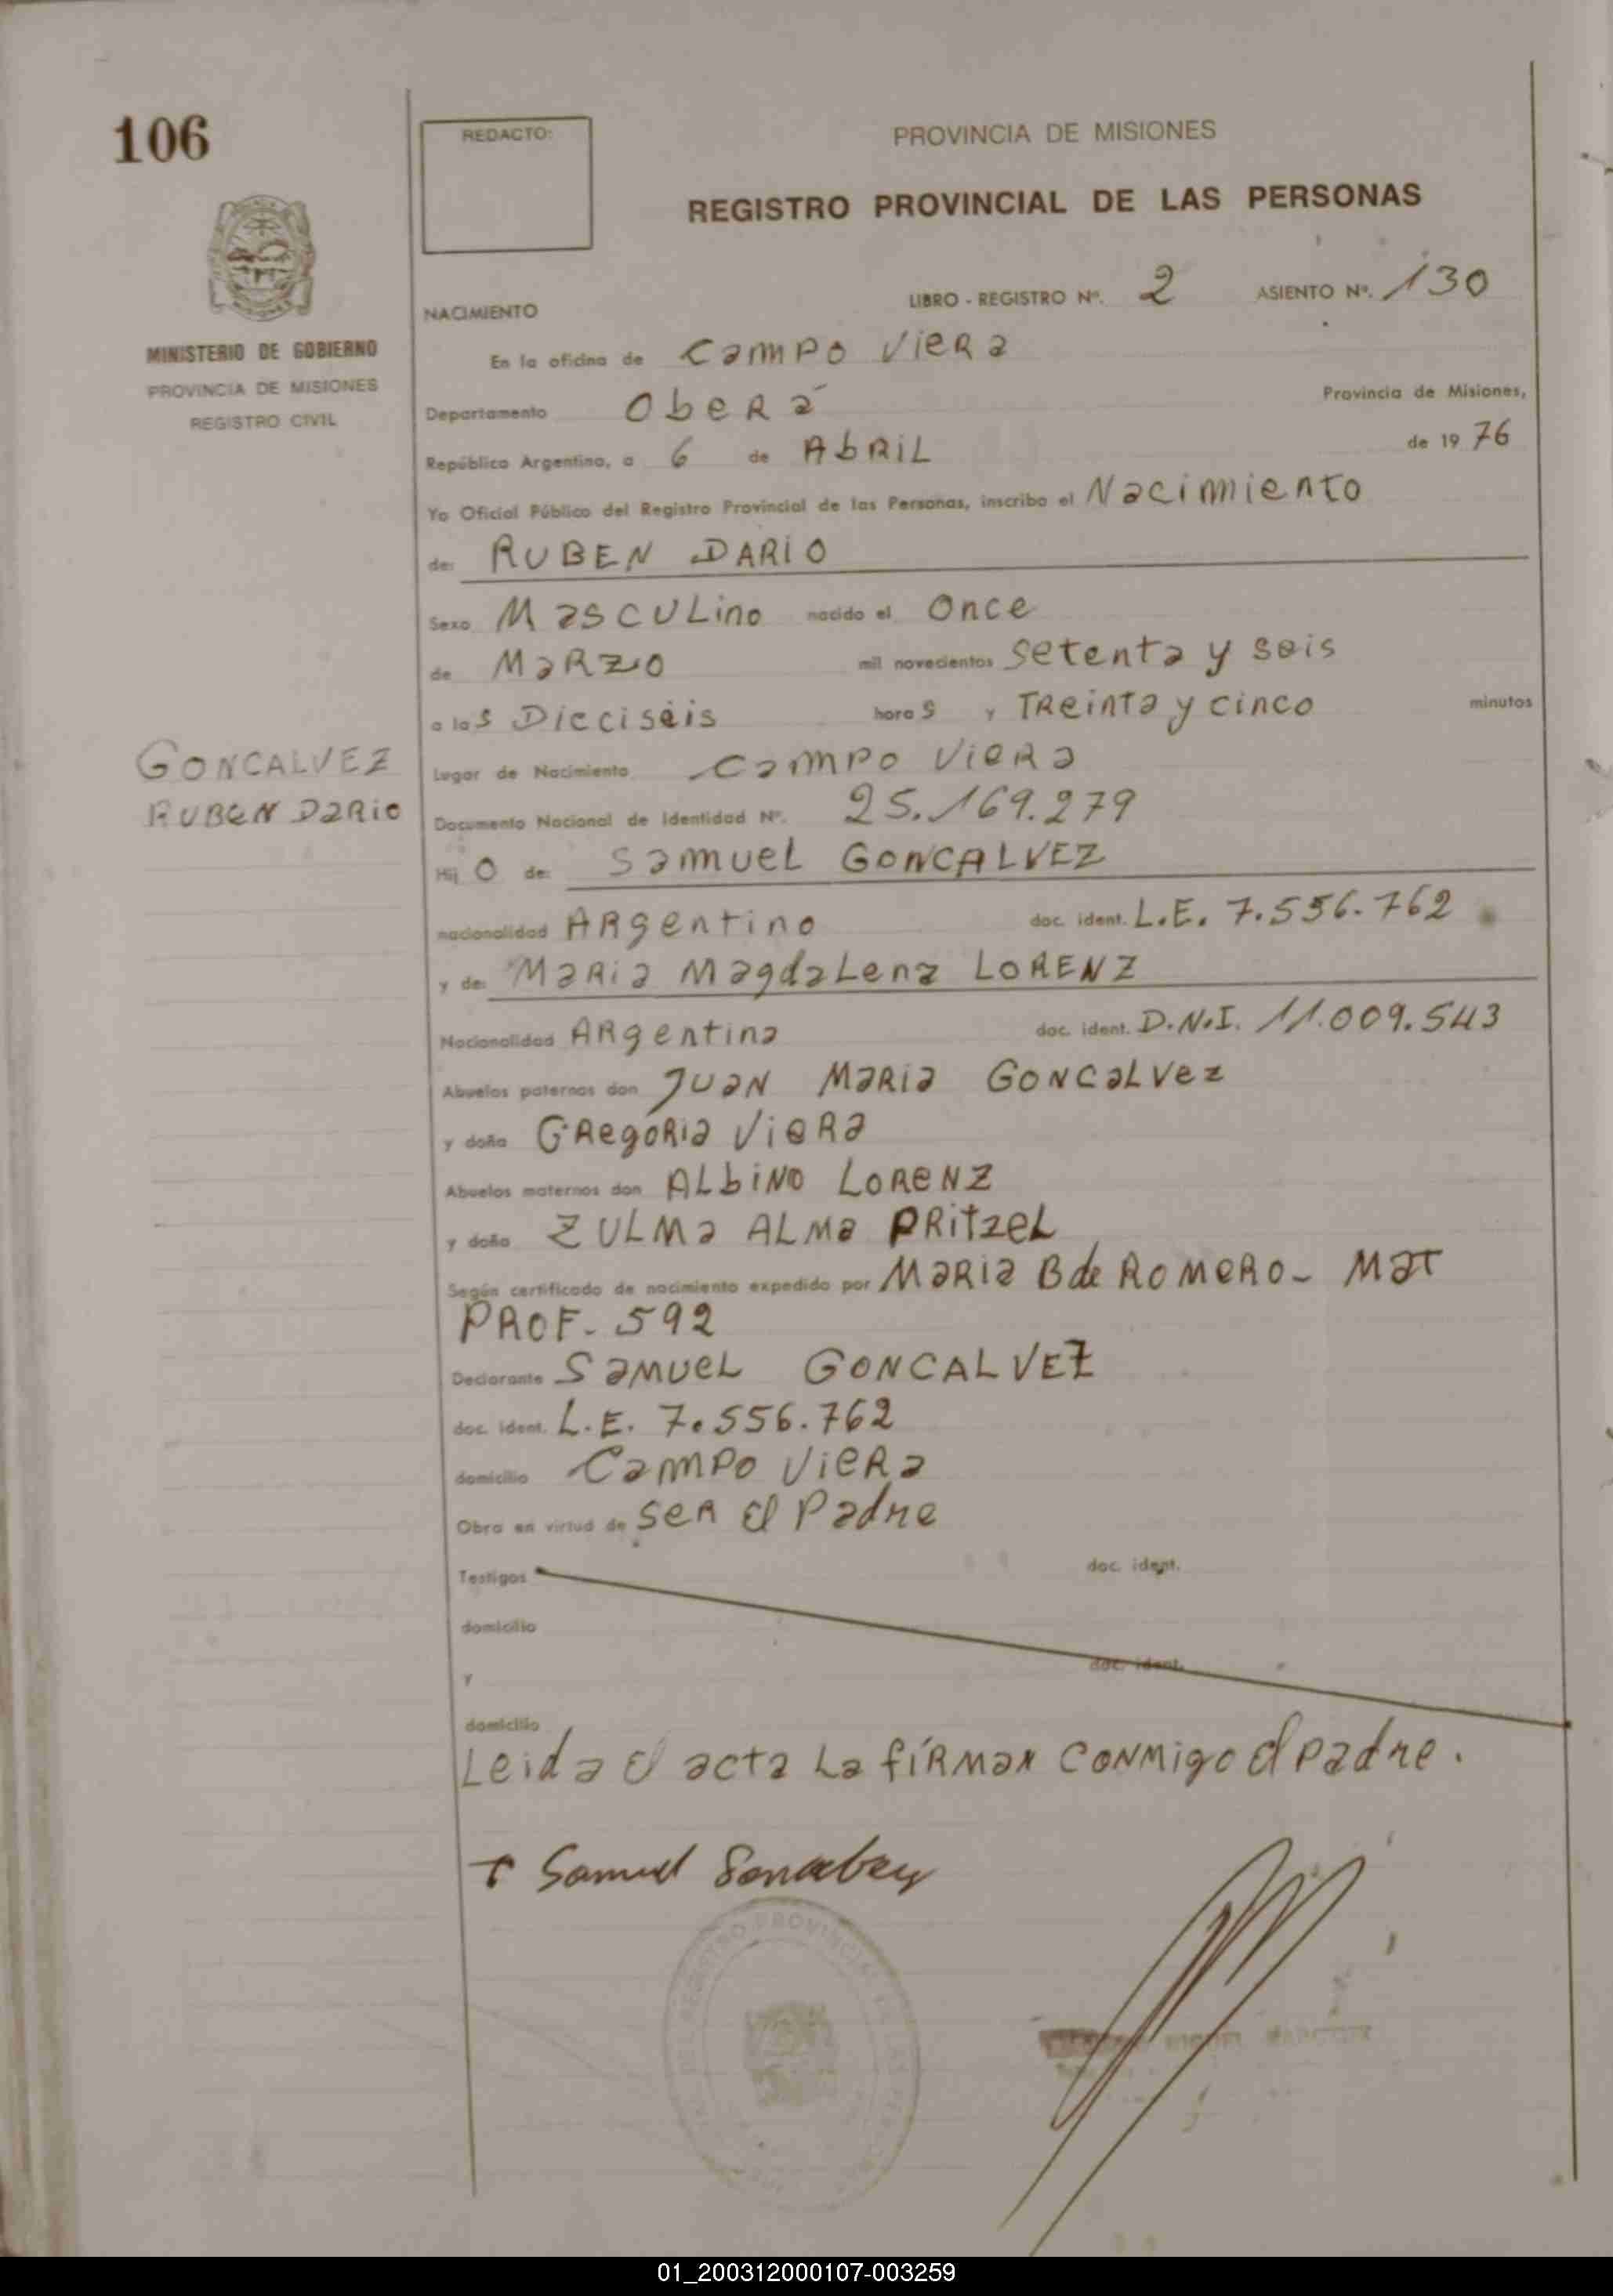 106
REDACTO:
PROVINCIA DE MISIONES
REGISTRO PROVINCIAL DE LAS PERSONAS
LIBRO - REGISTRO Nº. 2 ASIENTO Nº. 130
NACIMIENTO
MINISTERIO DE GOBIERNO
PROVINCIA DE MISIONES
REGISTRO CIVIL
En la oficina de Campo Viera
Departamento Oberá Provincia de Misiones,
República Argentina, a 6 de Abril de 1976
Yo Oficial Público del Registro Provincial de las Personas, inscribo el Nacimiento
de: RUBEN DARIO
Sexo Masculino nacido el Once
de Marzo mil novecientos setenta y seis
a las Dieciséis horas y Treinta y cinco minutos
GONCALVEZ
RUBEN DARIO
Lugar de Nacimiento Campo Viera
Documento Nacional de Identidad Nº. 25.169.279
Hijo de: Samuel GONCALVEZ
nacionalidad Argentino doc. ident. L.E. 7.556.762
y de: Maria Magdalena LORENZ
Nacionalidad Argentina doc. ident. D.N.I. 11.009.543
Abuelos paternos don Juan Maria Goncalvez
y doña Gregoria Viera
Abuelos maternos don Albino Lorenz
y doña Zulma Alma Pritzel
Según certificado de nacimiento expedido por Maria B de Romero - Mat
PROF. 592
Declarante Samuel GONCALVEZ
doc. ident. L.E. 7.556.762
domicilio Campo Viera
Obra en virtud de ser el Padre
Testigos doc. ident.
domicilio
y doc. ident.
domicilio
Leida el acta la firman conmigo el padre.
Samuel
01_200312000107-003259